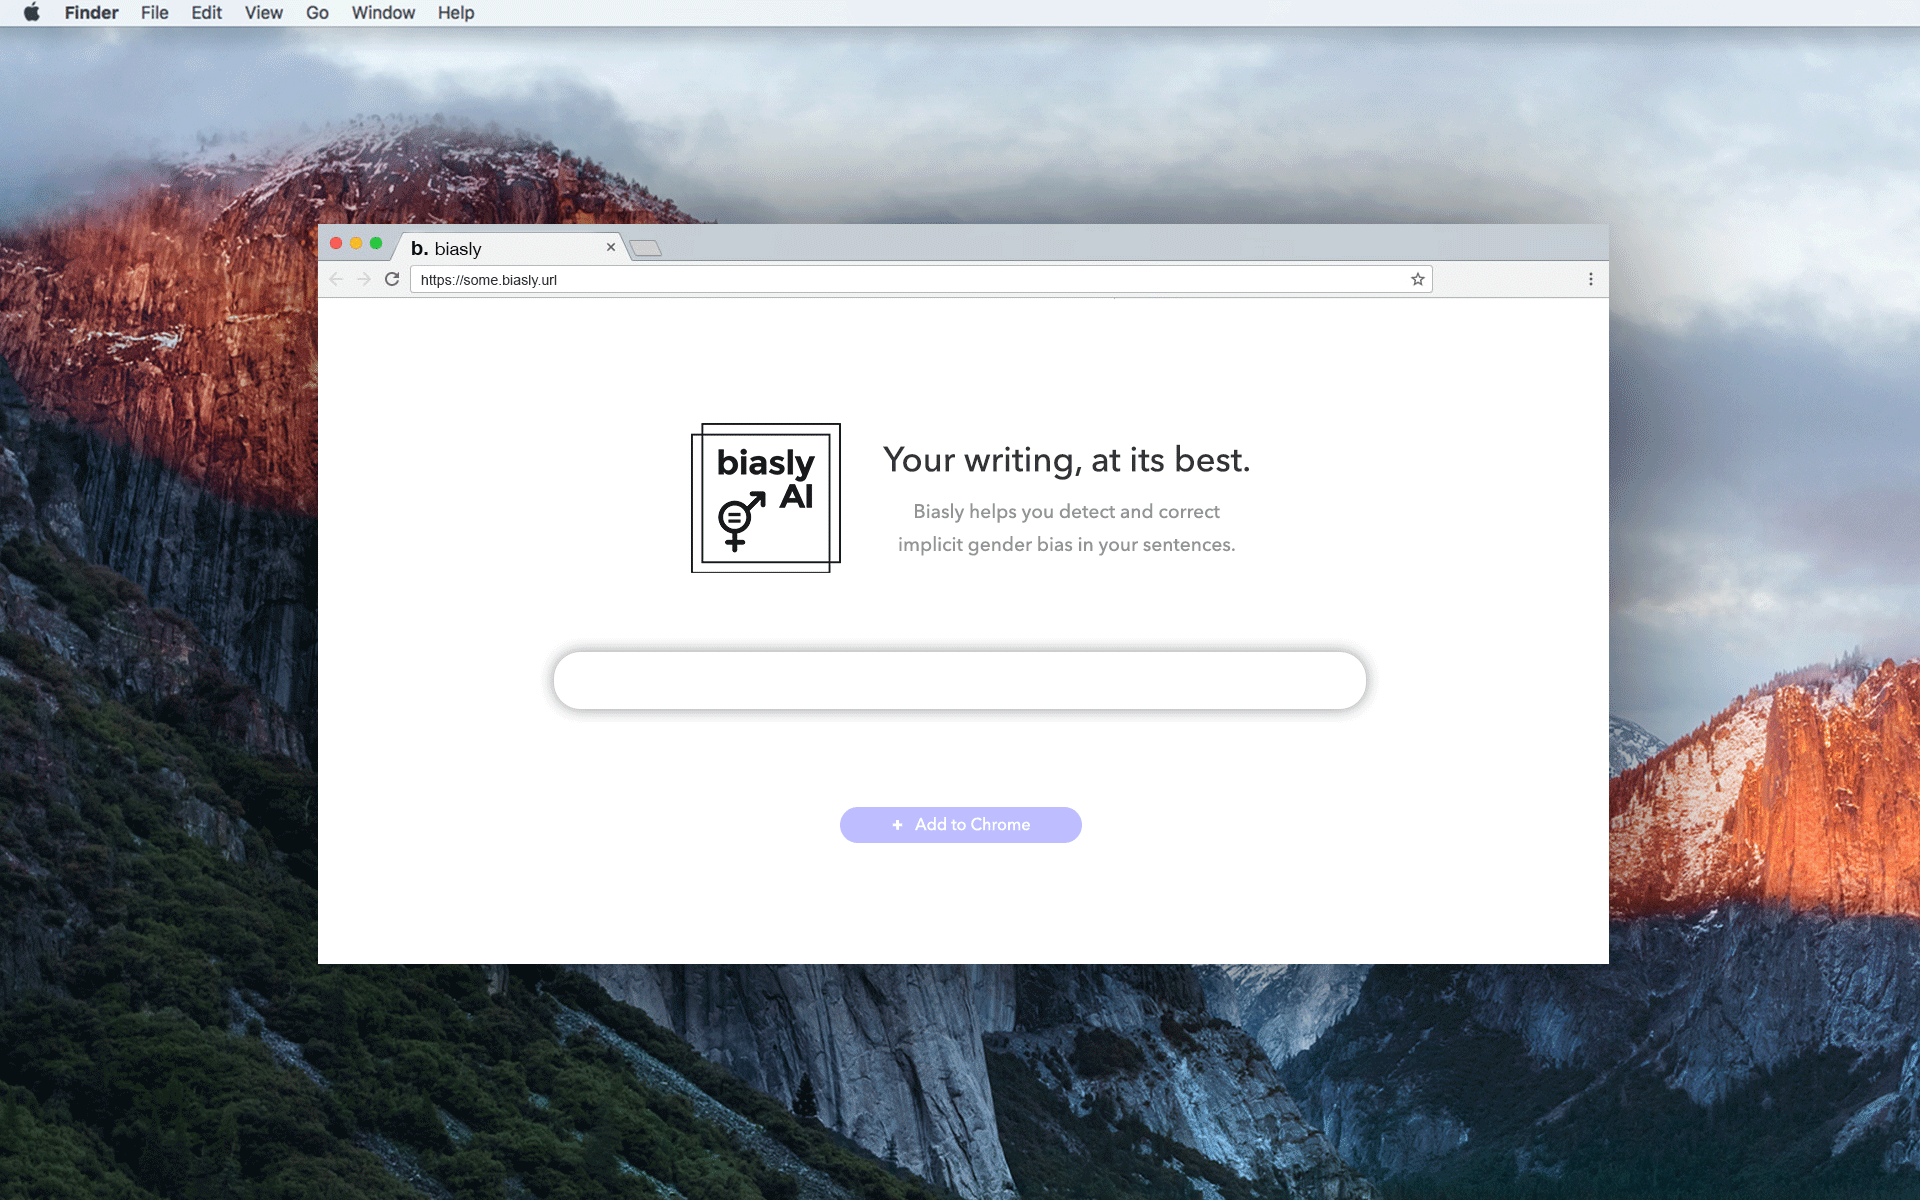 Finder File Edit View Go Window Help
b. biasly
https://some.biasly.url
biasly
AI
Your writing, at its best.
Biasly helps you detect and correct
implicit gender bias in your sentences.
+ Add to Chrome